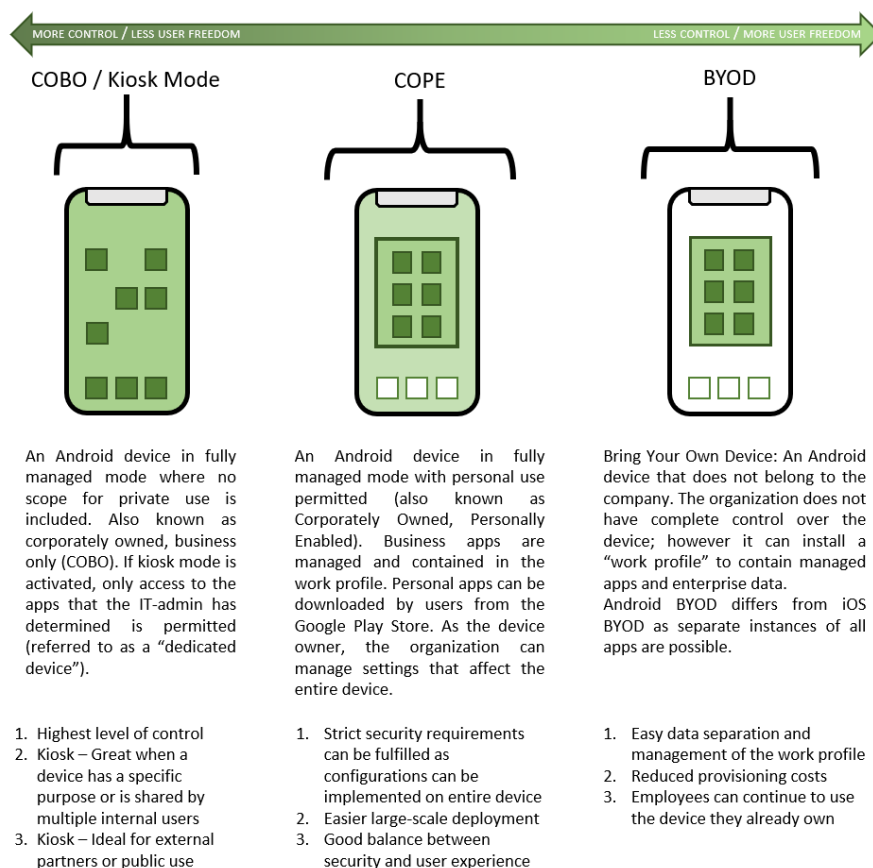 MORE CONTROL / LESS USER FREEDOM
LESS CONTROL / MORE USER FREEDOM
COBO / Kiosk Mode
COPE
BYOD
An Android device in fully
managed mode where no
scope for private use is
included. Also known as
corporately owned, business
only (COBO). If kiosk mode is
activated, only access to the
apps that the IT-admin has
determined is permitted
(referred to as a “dedicated
device”).
An Android device in fully
managed mode with personal use
permitted (also known as
Corporately Owned, Personally
Enabled). Business apps are
managed and contained in the
work profile. Personal apps can be
downloaded by users from the
Google Play Store. As the device
owner, the organization can
manage settings that affect the
entire device.
Bring Your Own Device: An Android
device that does not belong to the
company. The organization does not
have complete control over the
device; however it can install a
“work profile” to contain managed
apps and enterprise data.
Android BYOD differs from iOS
BYOD as separate instances of all
apps are possible.
1. Highest level of control
2. Kiosk – Great when a
device has a specific
purpose or is shared by
multiple internal users
3. Kiosk – Ideal for external
partners or public use
1. Strict security requirements
can be fulfilled as
configurations can be
implemented on entire device
2. Easier large-scale deployment
3. Good balance between
security and user experience
1. Easy data separation and
management of the work profile
2. Reduced provisioning costs
3. Employees can continue to use
the device they already own